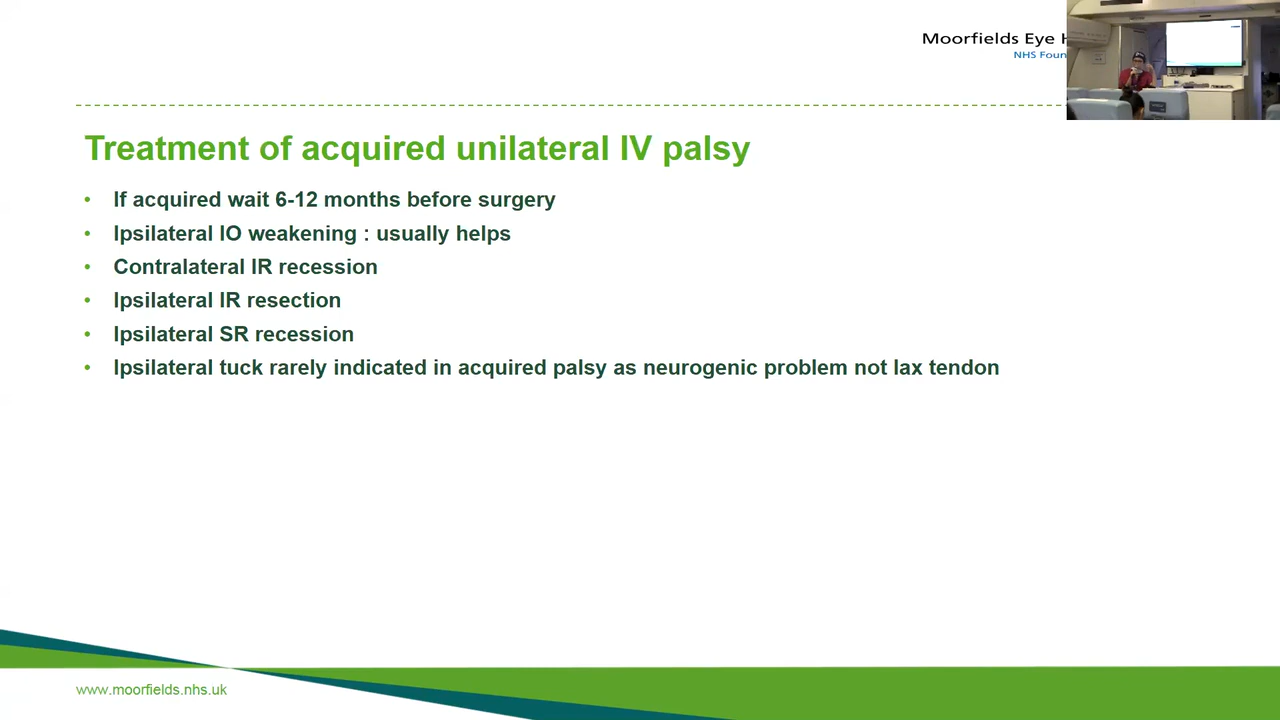 Moorfields Eye
NHS
Treatment of acquired unilateral IV palsy
• If acquired wait 6-12 months before surgery
• Ipsilateral IO weakening : usually helps
• Contralateral IR recession
• Ipsilateral IR resection
• Ipsilateral SR recession
• Ipsilateral tuck rarely indicated in acquired palsy as neurogenic problem not lax tendon
www.moorfields.nhs.uk